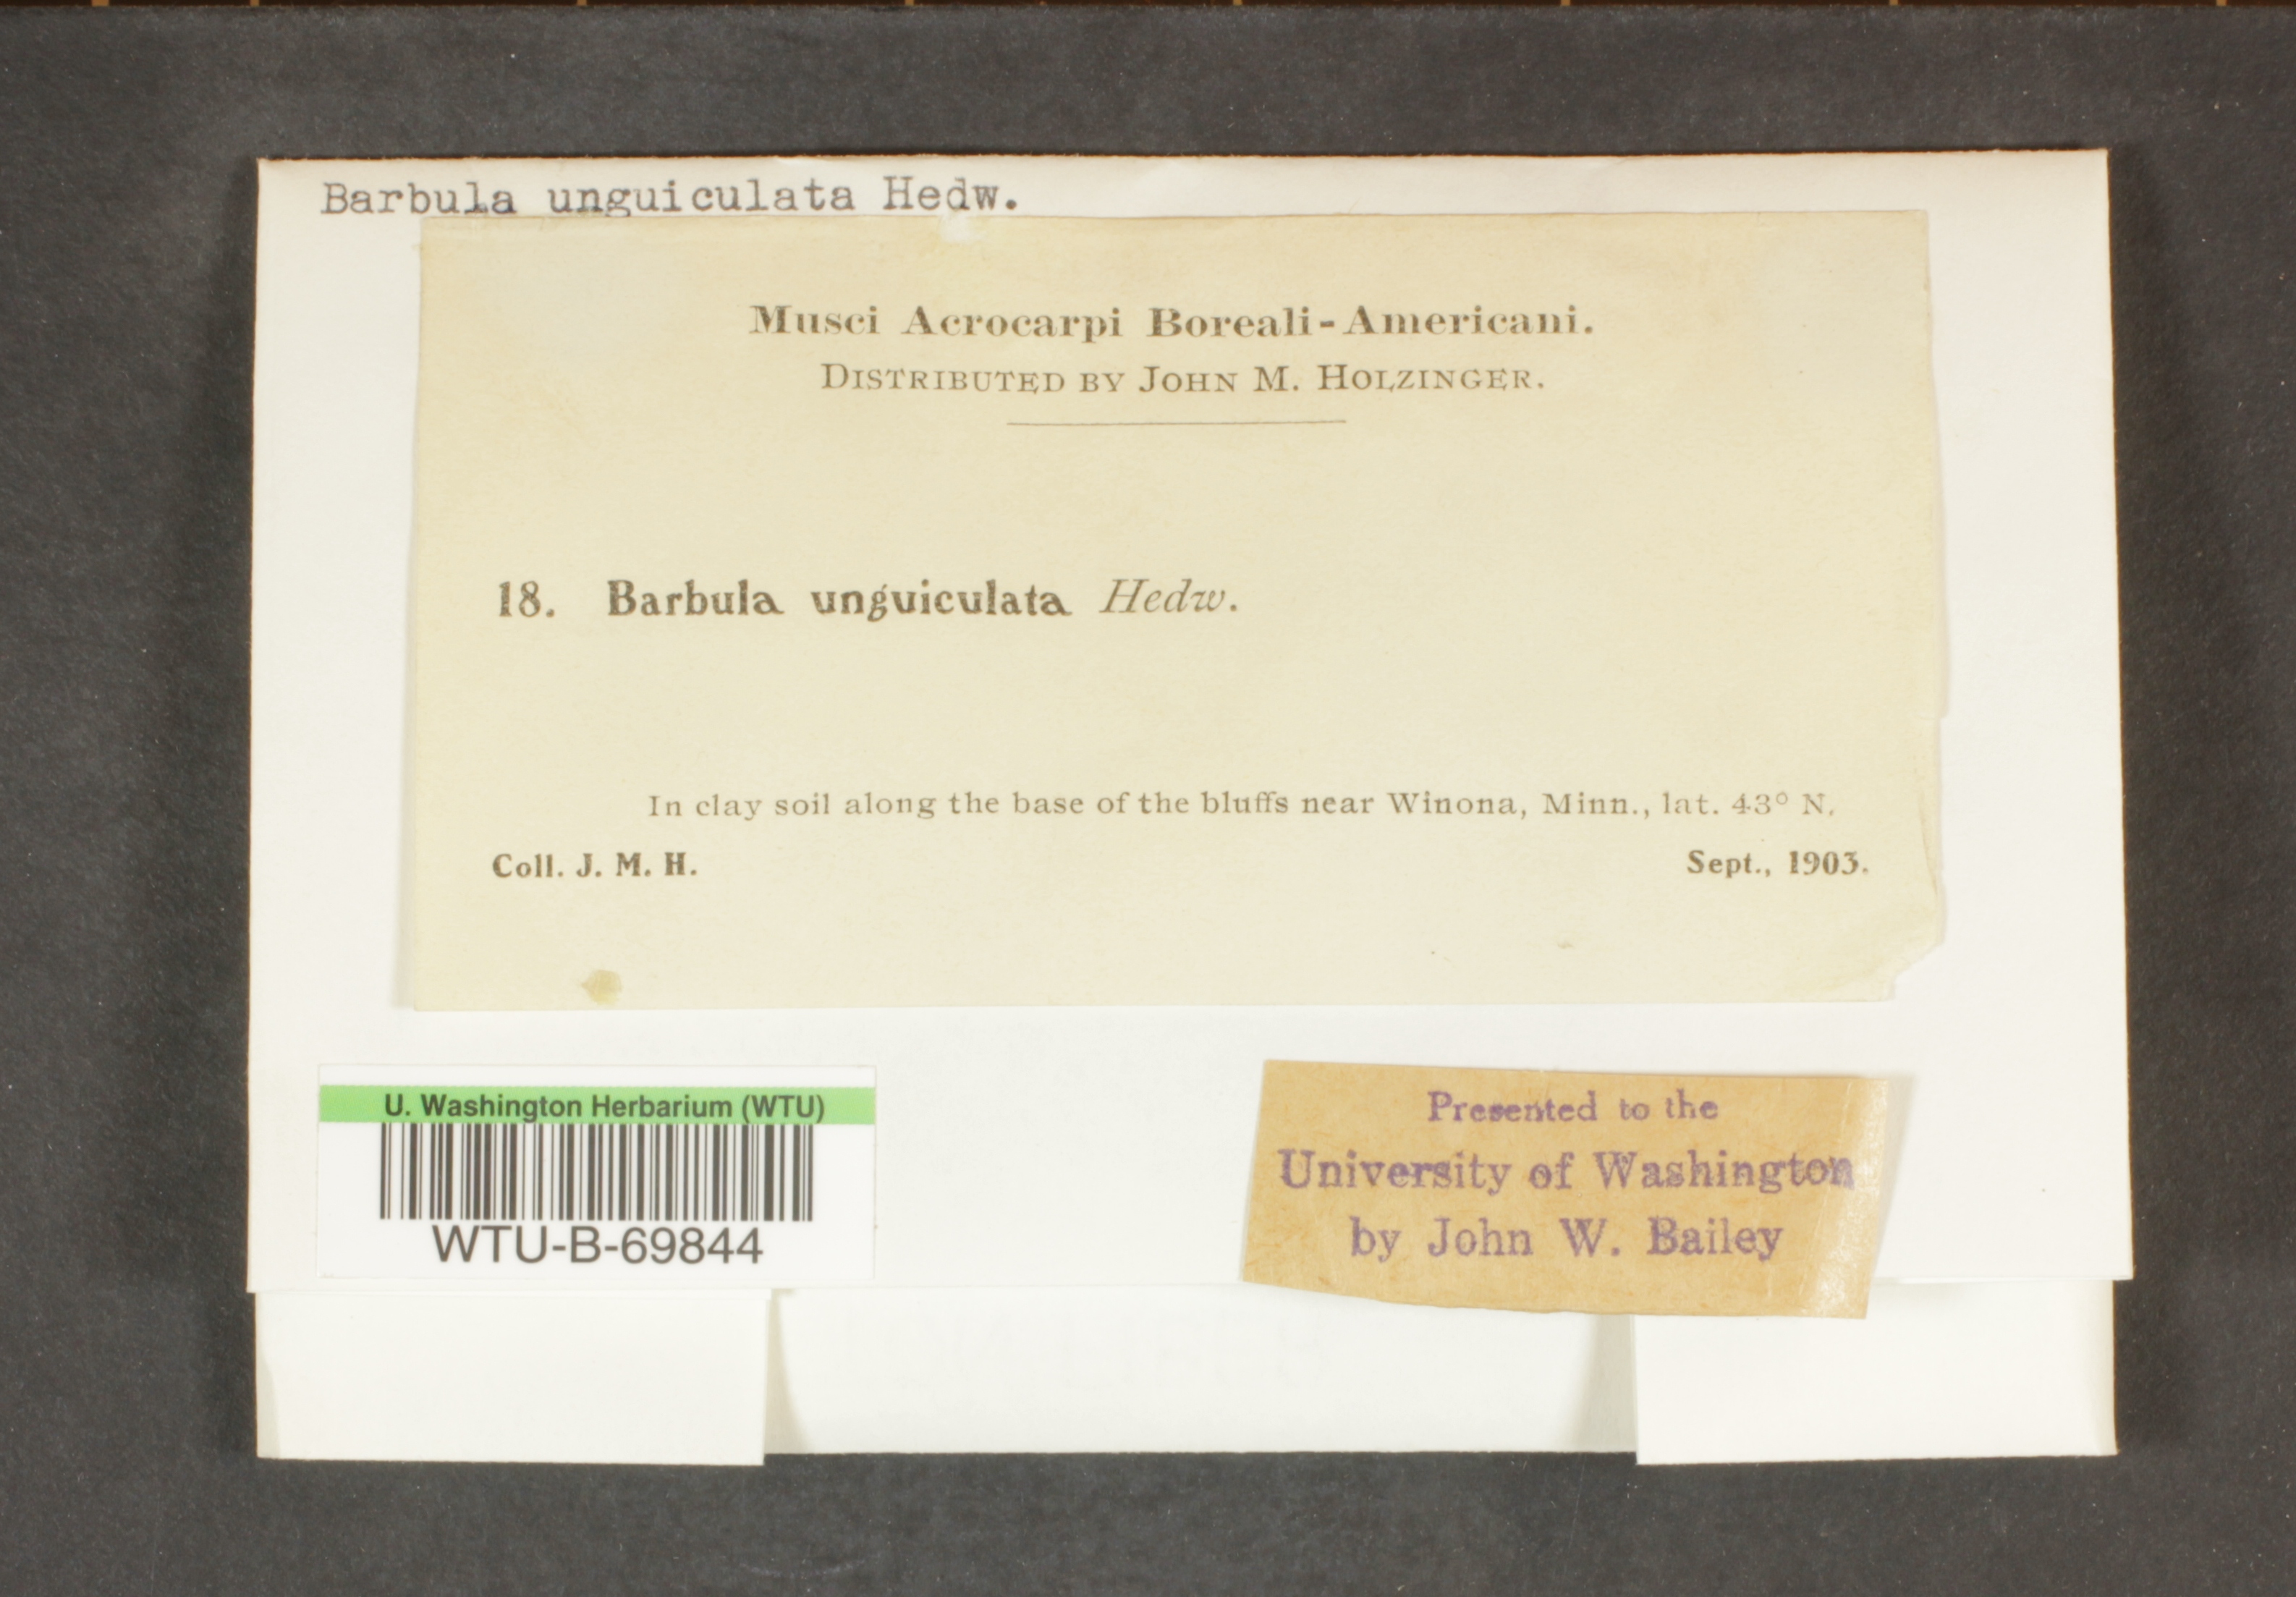 Barbula unguiculata Hedw.
Musci Acrocarpi Boreali-Americani.
Distributed by John M. Holzinger.
18. Barbula unguiculata Hedw.
In clay soil along the base of the bluffs near Winona, Minn., lat. 43° N.
Coll. J. M. H. Sept., 1903.
U. Washington Herbarium (WTU)
WTU-B-69844
Presented to the
University of Washington
by John W. Bailey